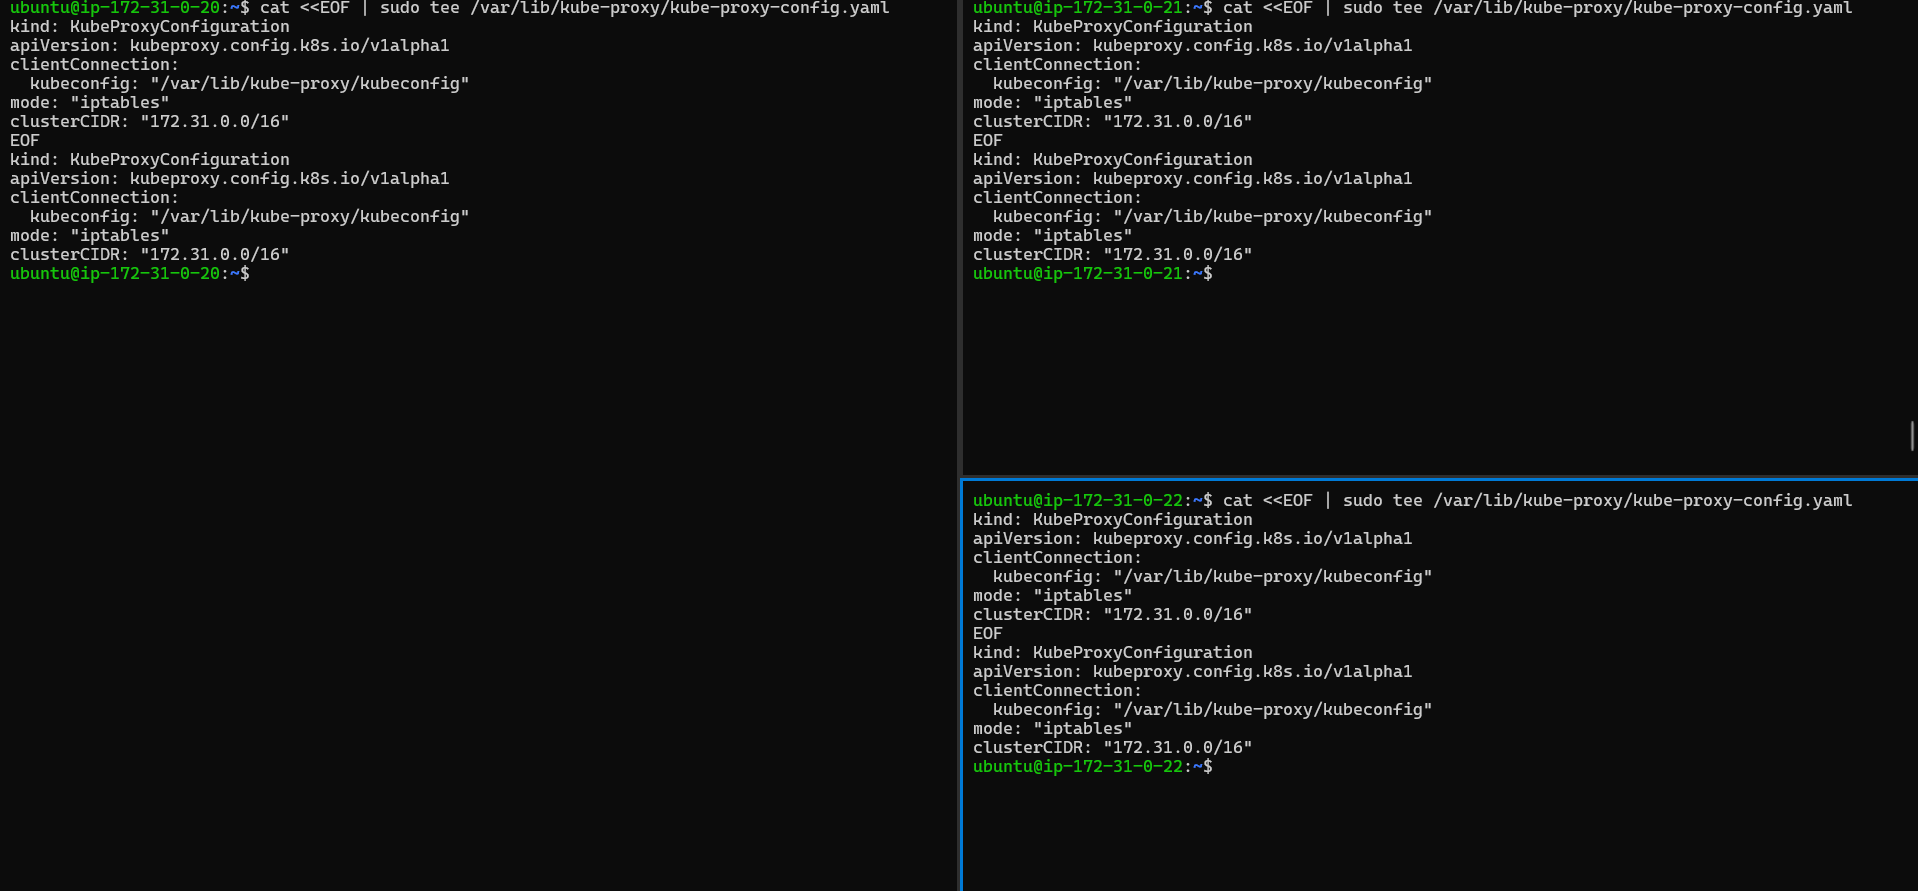 ubuntu@ip-172-31-0-20:~$ cat <<EOF | sudo tee /var/lib/kube-proxy/kube-proxy-config.yaml
kind: KubeProxyConfiguration
apiVersion: kubeproxy.config.k8s.io/v1alpha1
clientConnection:
  kubeconfig: "/var/lib/kube-proxy/kubeconfig"
mode: "iptables"
clusterCIDR: "172.31.0.0/16"
EOF
kind: KubeProxyConfiguration
apiVersion: kubeproxy.config.k8s.io/v1alpha1
clientConnection:
  kubeconfig: "/var/lib/kube-proxy/kubeconfig"
mode: "iptables"
clusterCIDR: "172.31.0.0/16"
ubuntu@ip-172-31-0-20:~$
ubuntu@ip-172-31-0-21:~$ cat <<EOF | sudo tee /var/lib/kube-proxy/kube-proxy-config.yaml
kind: KubeProxyConfiguration
apiVersion: kubeproxy.config.k8s.io/v1alpha1
clientConnection:
  kubeconfig: "/var/lib/kube-proxy/kubeconfig"
mode: "iptables"
clusterCIDR: "172.31.0.0/16"
EOF
kind: KubeProxyConfiguration
apiVersion: kubeproxy.config.k8s.io/v1alpha1
clientConnection:
  kubeconfig: "/var/lib/kube-proxy/kubeconfig"
mode: "iptables"
clusterCIDR: "172.31.0.0/16"
ubuntu@ip-172-31-0-21:~$
ubuntu@ip-172-31-0-22:~$ cat <<EOF | sudo tee /var/lib/kube-proxy/kube-proxy-config.yaml
kind: KubeProxyConfiguration
apiVersion: kubeproxy.config.k8s.io/v1alpha1
clientConnection:
  kubeconfig: "/var/lib/kube-proxy/kubeconfig"
mode: "iptables"
clusterCIDR: "172.31.0.0/16"
EOF
kind: KubeProxyConfiguration
apiVersion: kubeproxy.config.k8s.io/v1alpha1
clientConnection:
  kubeconfig: "/var/lib/kube-proxy/kubeconfig"
mode: "iptables"
clusterCIDR: "172.31.0.0/16"
ubuntu@ip-172-31-0-22:~$